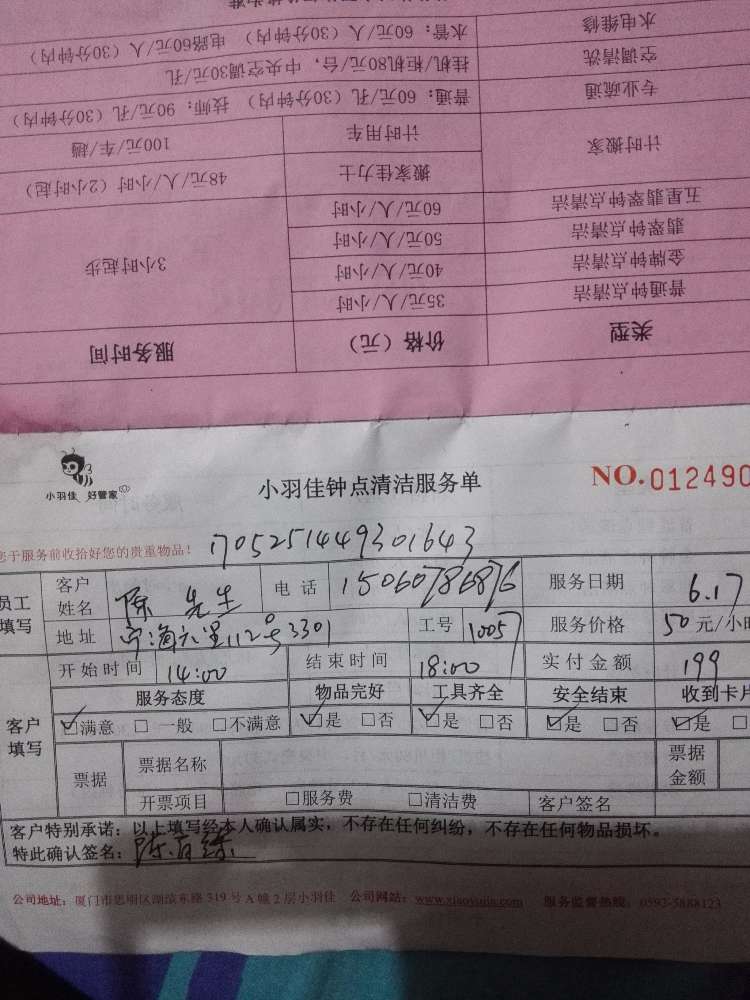 类型 价格（元） 服务时间
普通钟点清洁 35元/人/小时 3小时起步
金牌钟点清洁 40元/人/小时
翡翠钟点清洁 50元/人/小时
五星翡翠钟点清洁 60元/人/小时
计时搬家 搬家佳力士 48元/人/小时（2小时起）
计时用车 100元/车/趟
专业疏通 普通：60元/孔（30分钟内） 技师：90元/孔（30分钟内）
空调清洗 挂机/柜机80元/台，中央空调30元/孔
水电维修 水管：60元/人（30分钟内） 电路60元/人（30分钟内）
小羽佳 好管家
小羽佳钟点清洁服务单
NO.012490
您于服务前收拾好您的贵重物品！
1705251449301643
员工填写 客户姓名 陈先生 电话 15060786876 服务日期 6.17
地址 3301 工号 1005 服务价格 50元/小时
客户填写 开始时间 14:00 结束时间 18:00 实付金额 199
服务态度 物品完好 工具齐全 安全结束 收到卡片
☑满意 □一般 □不满意 ☑是 □否 ☑是 □否 ☑是 □否 ☑是 □
票据 票据名称 票据金额
开票项目 □服务费 □清洁费 客户签名
客户特别承诺：以上填写经本人确认属实，不存在任何纠纷，不存在任何物品损坏。
特此确认签名：
公司地址：厦门市思明区湖滨东路319号A幢2层小羽佳 公司网站：www.xiaoyujia.com 服务监督热线：0592-5888123